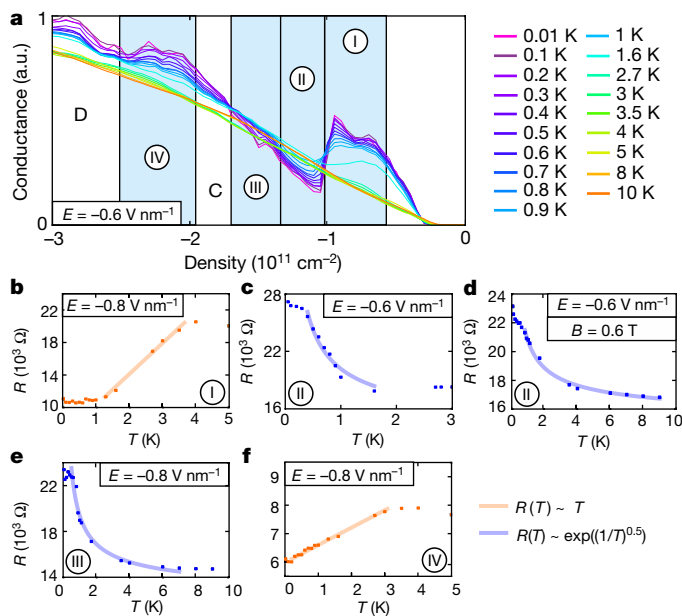 a
1
Conductance (a.u.)
0
D
IV
C
III
II
I
E = −0.6 V nm⁻¹
−3
−2
−1
0
Density (10¹¹ cm⁻²)
0.01 K
0.1 K
0.2 K
0.3 K
0.4 K
0.5 K
0.6 K
0.7 K
0.8 K
0.9 K
1 K
1.6 K
2.7 K
3 K
3.5 K
4 K
5 K
8 K
10 K
b
E = −0.8 V nm⁻¹
R (10³ Ω)
22
18
14
10
0 1 2 3 4 5
T (K)
I
c
E = −0.6 V nm⁻¹
R (10³ Ω)
28
22
16
0 1 2 3
T (K)
II
d
E = −0.6 V nm⁻¹
B = 0.6 T
R (10³ Ω)
24
22
20
18
16
0 2 4 6 8 10
T (K)
II
e
E = −0.8 V nm⁻¹
R (10³ Ω)
22
18
14
0 2 4 6 8 10
T (K)
III
f
E = −0.8 V nm⁻¹
R (10³ Ω)
9
8
7
6
5
0 1 2 3 4 5
T (K)
IV
R(T) ~ T
R(T) ~ exp((1/T)⁰·⁵)